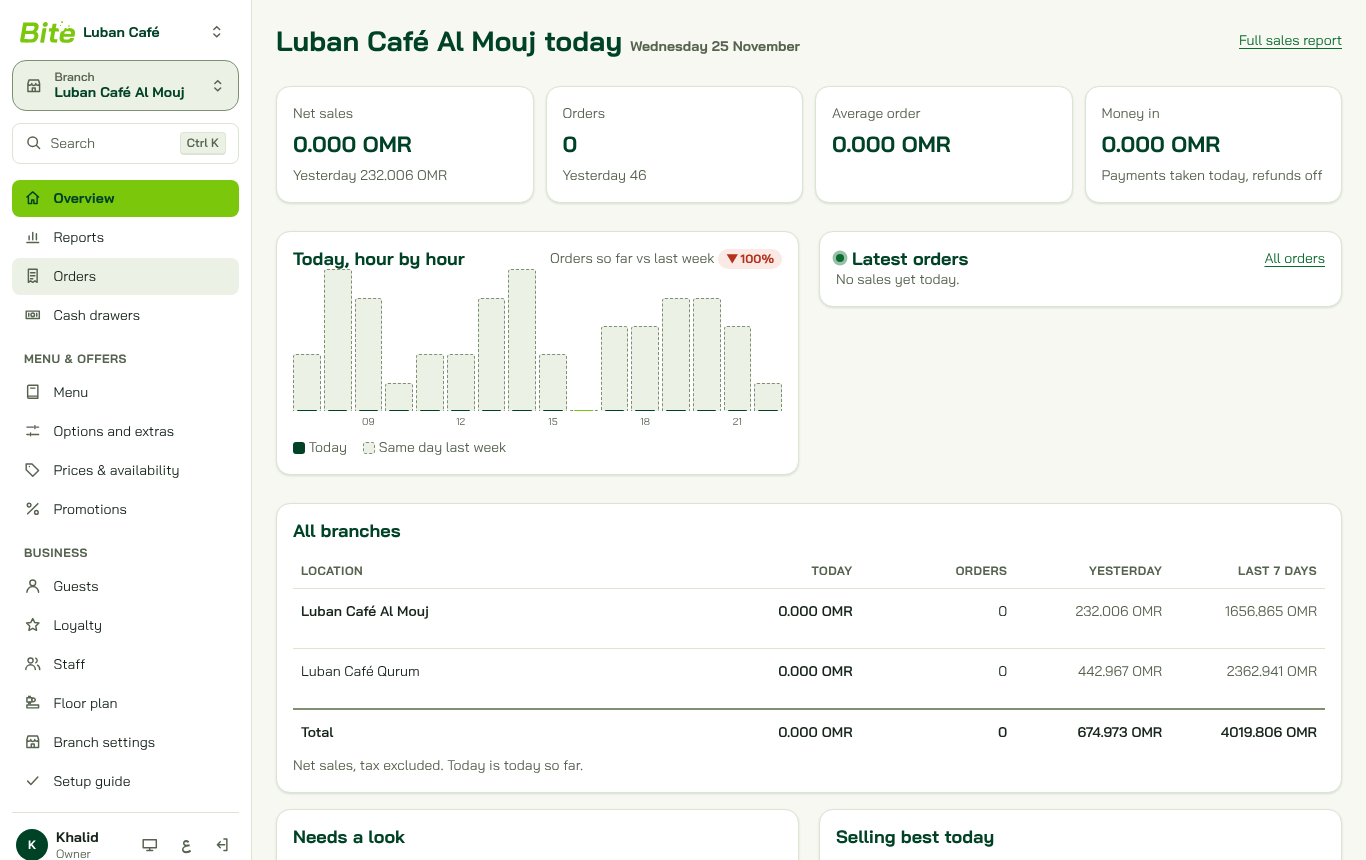 Bite Luban Café
Branch
Luban Café Al Mouj
Search Ctrl K
Overview
Reports
Orders
Cash drawers
MENU & OFFERS
Menu
Options and extras
Prices & availability
Promotions
BUSINESS
Guests
Loyalty
Staff
Floor plan
Branch settings
Setup guide
K Khalid
Owner
ع
Luban Café Al Mouj today Wednesday 25 November
Full sales report
Net sales
0.000 OMR
Yesterday 232.006 OMR
Orders
0
Yesterday 46
Average order
0.000 OMR
Money in
0.000 OMR
Payments taken today, refunds off
Today, hour by hour
Orders so far vs last week ▼100%
09 12 15 18 21
Today Same day last week
Latest orders
All orders
No sales yet today.
All branches
LOCATION TODAY ORDERS YESTERDAY LAST 7 DAYS
Luban Café Al Mouj 0.000 OMR 0 232.006 OMR 1656.865 OMR
Luban Café Qurum 0.000 OMR 0 442.967 OMR 2362.941 OMR
Total 0.000 OMR 0 674.973 OMR 4019.806 OMR
Net sales, tax excluded. Today is today so far.
Needs a look
Selling best today